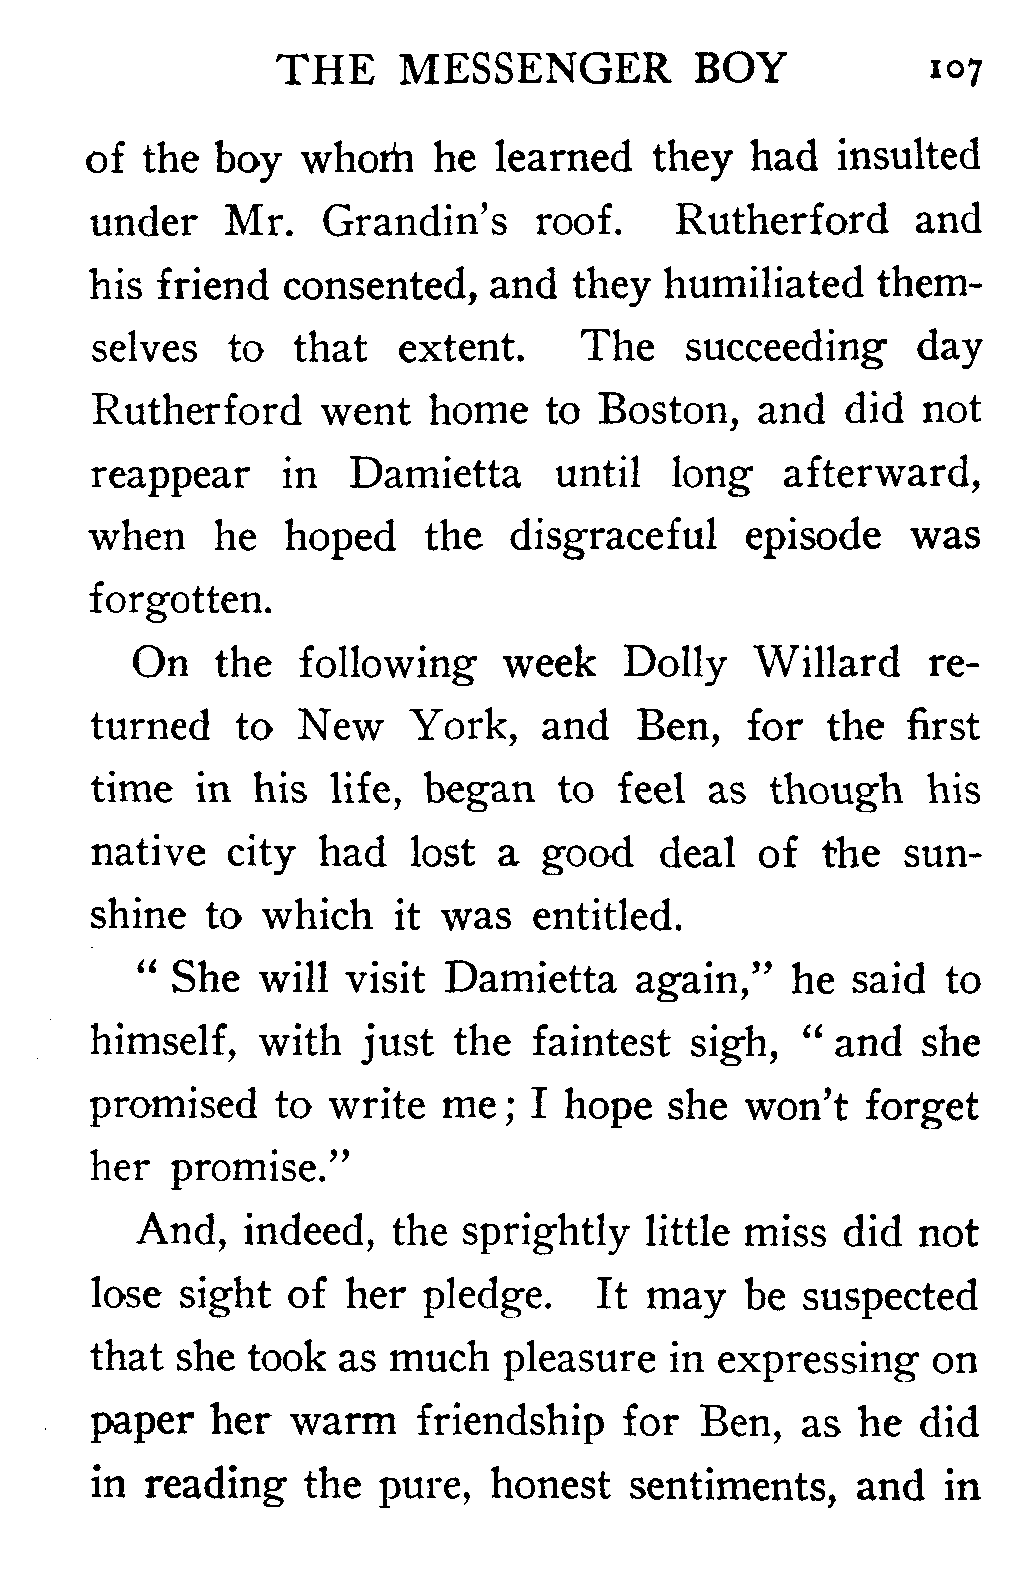 THE MESSENGER BOY 107
of the boy whom he learned they had insulted
under Mr. Grandin's roof. Rutherford and
his friend consented, and they humiliated them-
selves to that extent. The succeeding day
Rutherford went home to Boston, and did not
reappear in Damietta until long afterward,
when he hoped the disgraceful episode was
forgotten.
On the following week Dolly Willard re-
turned to New York, and Ben, for the first
time in his life, began to feel as though his
native city had lost a good deal of the sun-
shine to which it was entitled.
“ She will visit Damietta again,” he said to
himself, with just the faintest sigh, “ and she
promised to write me ; I hope she won't forget
her promise.”
And, indeed, the sprightly little miss did not
lose sight of her pledge. It may be suspected
that she took as much pleasure in expressing on
paper her warm friendship for Ben, as he did
in reading the pure, honest sentiments, and in